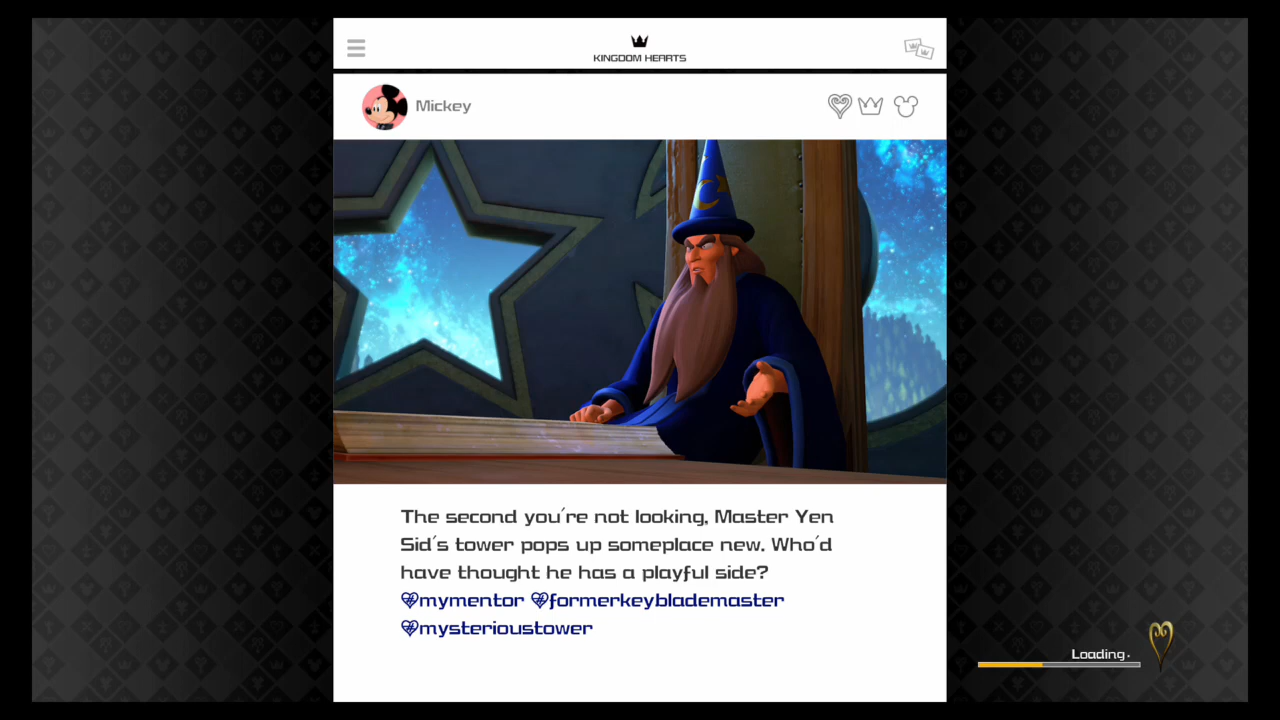 KINGDOM HEARTS
Mickey
The second you're not looking, Master Yen
Sid's tower pops up someplace new. Who'd
have thought he has a playful side?
#mymentor #formerkeyblademaster
#mysterioustower
Loading.